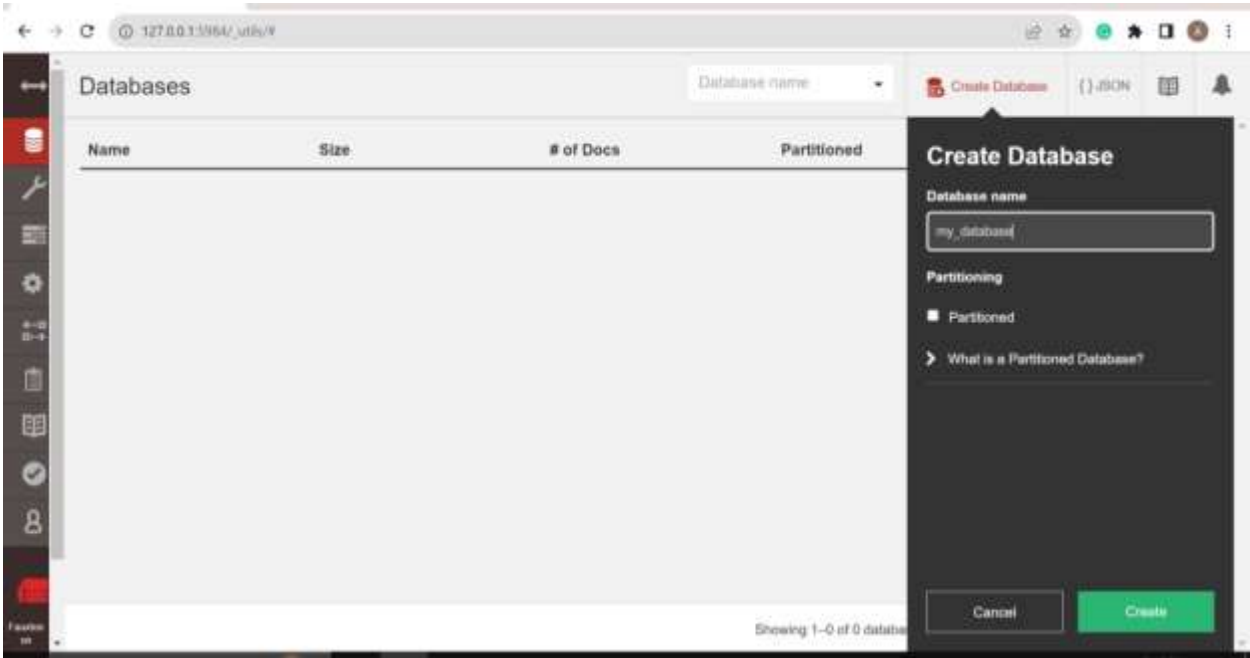 127.0.0.1:5984/_utils/#
Databases
Database name
Create Database
{ } JSON
Name Size # of Docs Partitioned
Create Database
Database name
my_database
Partitioning
Partitioned
What is a Partitioned Database?
Cancel
Create
Showing 1–0 of 0 databa